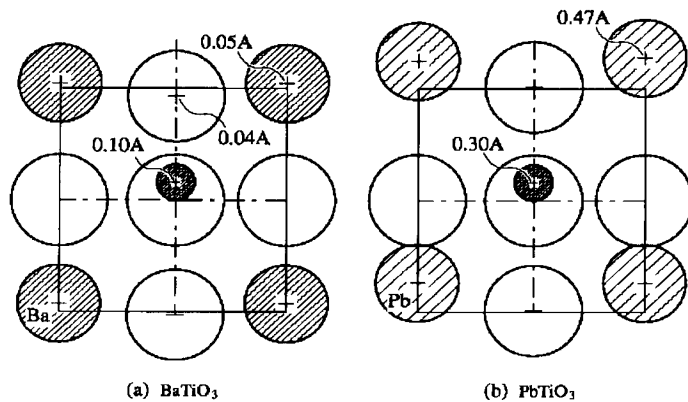 0.05A
0.04A
0.10A
Ba
(a) BaTiO₃
0.47A
0.30A
Pb
(b) PbTiO₃